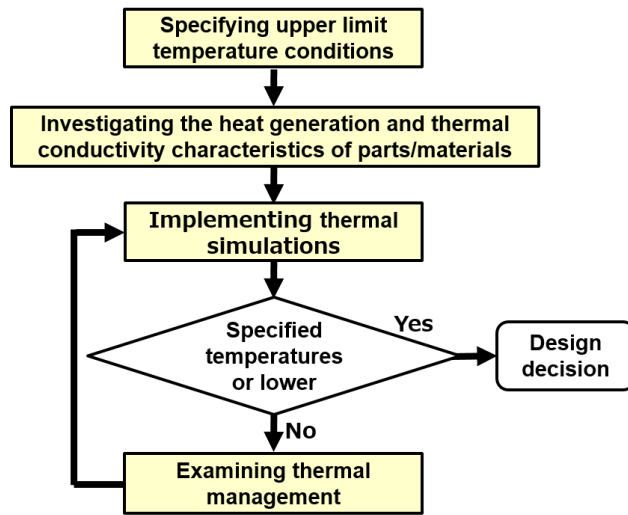 Specifying upper limit
temperature conditions
Investigating the heat generation and thermal
conductivity characteristics of parts/materials
Implementing thermal
simulations
Specified
temperatures
or lower
Yes
Design
decision
No
Examining thermal
management